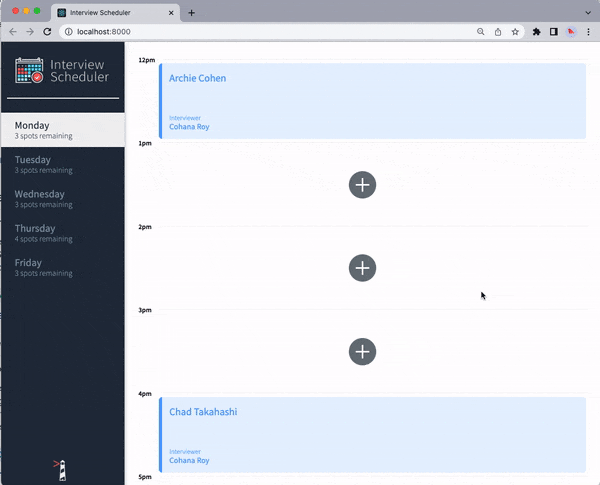 Interview Scheduler
localhost:8000
Interview
Scheduler
Monday
3 spots remaining
Tuesday
3 spots remaining
Wednesday
3 spots remaining
Thursday
4 spots remaining
Friday
3 spots remaining
12pm
Archie Cohen
Interviewer
Cohana Roy
1pm
2pm
3pm
4pm
Chad Takahashi
Interviewer
Cohana Roy
5pm